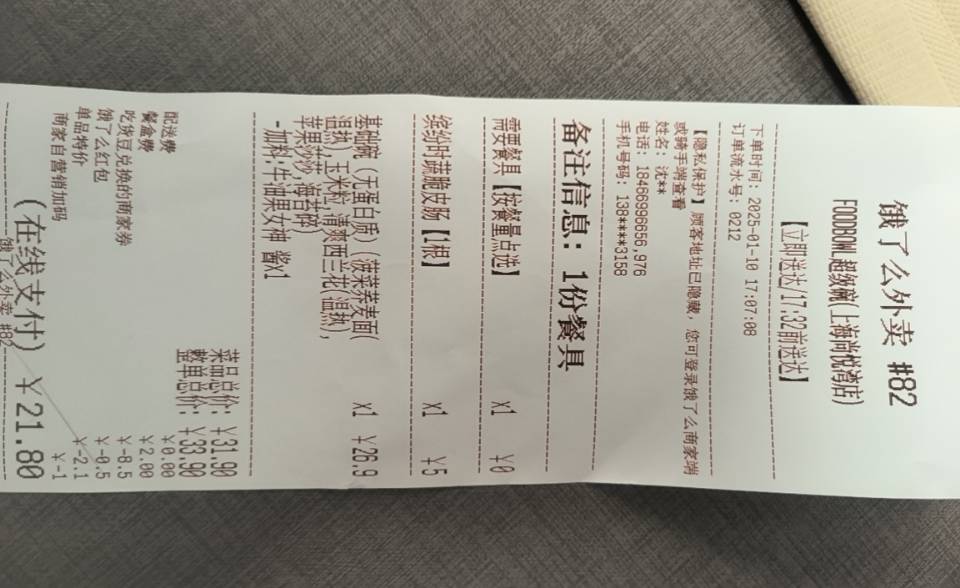 饿了么外卖 #82
FOODBOWL超级碗(上海尚悦湾店)
【立即送达/17:32前送达】
下单时间: 2025-01-10 17:07:08
订单流水号: 0212
【隐私保护】顾客地址已隐藏, 您可登录饿了么商家端
或骑手端查看
姓名: 沈**
电话: 18466996656,976
手机号码: 138****3158
备注信息: 1份餐具
需要餐具【按餐量点选】 x1 ¥0
缤纷时蔬脆皮肠【1根】 x1 ¥5
基础碗 (无蛋白质) (菠菜荞麦面( x1 ¥26.9
温热),玉米粒,清爽西兰花(温热),
苹果莎莎,海苔碎)
-加料:牛油果女神 酱x1
菜品总价: ¥31.90
整单总价: ¥33.90
配送费 ¥0.00
餐盒费 ¥2.00
吃货豆兑换的商家券 ¥-8.5
饿了么红包 ¥-0.5
单品特价 ¥-2.1
商家自营销加码 ¥-1
(在线支付) ¥21.80
饿了么外卖 #82